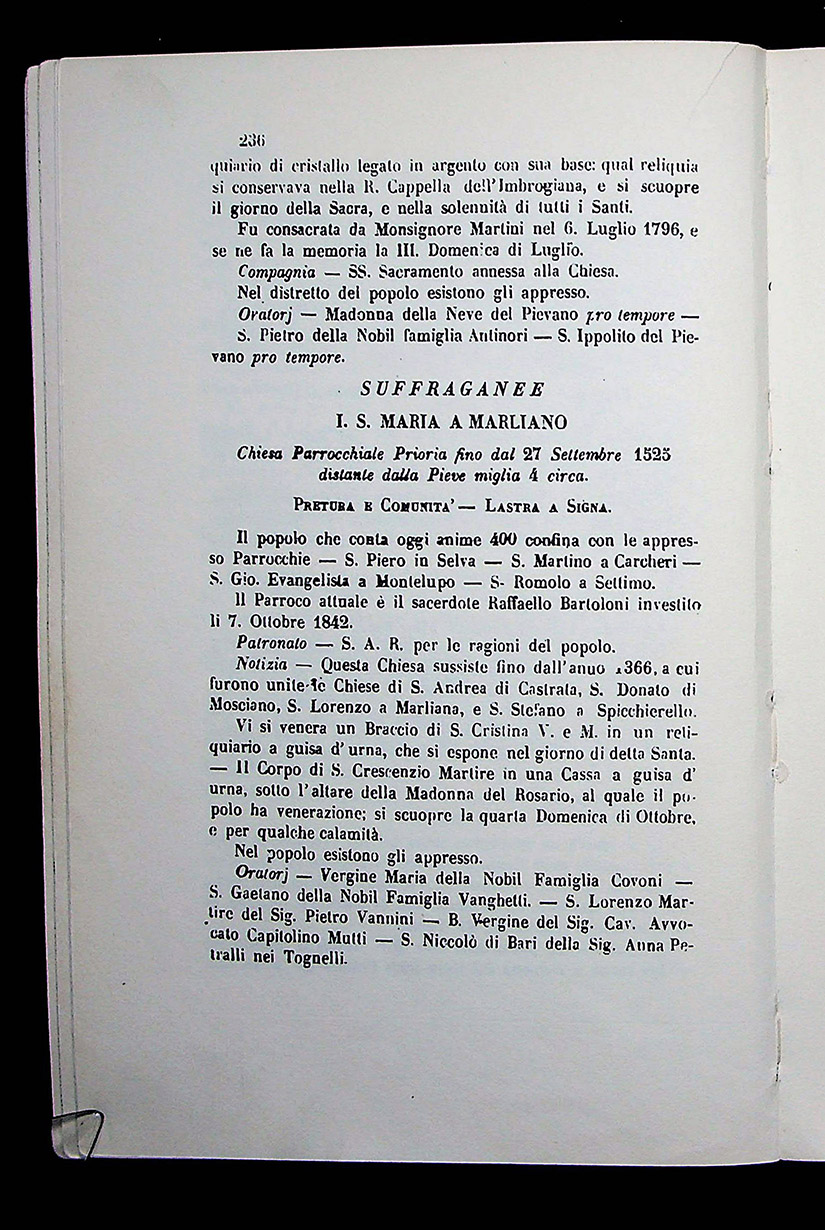 236
quiario di cristallo legato in argento con sua base: qual reliquia
si conservava nella R. Cappella dell'Imbrogiana, e si scuopre
il giorno della Sacra, e nella solennità di tutti i Santi.
Fu consacrata da Monsignore Martini nel 6. Luglio 1796, e
se ne fa la memoria la III. Domenica di Luglio.
Compagnia — SS. Sacramento annessa alla Chiesa.
Nel distretto del popolo esistono gli appresso.
Oratorj — Madonna della Neve del Pievano pro tempore —
S. Pietro della Nobil famiglia Antinori — S. Ippolito del Pie-
vano pro tempore.
SUFFRAGANEE
I. S. MARIA A MARLIANO
Chiesa Parrocchiale Prioria fino dal 27 Settembre 1525
distante dalla Pieve miglia 4 circa.
PRETURA E COMUNITA' — LASTRA A SIGNA.
Il popolo che conta oggi anime 400 confina con le appres-
so Parrocchie — S. Piero in Selva — S. Martino a Carcheri —
S. Gio. Evangelista a Montelupo — S- Romolo a Settimo.
Il Parroco attuale è il sacerdote Raffaello Bartoloni investito
li 7. Ottobre 1842.
Patronato — S. A. R. per le ragioni del popolo.
Notizia — Questa Chiesa sussiste fino dall'anno 1366, a cui
furono unite le Chiese di S. Andrea di Castrata, S. Donato di
Mosciano, S. Lorenzo a Marliana, e S. Stefano a Spicchierello.
Vi si venera un Braccio di S. Cristina V. e M. in un reli-
quiario a guisa d'urna, che si espone nel giorno di detta Santa.
— Il Corpo di S. Crescenzio Martire in una Cassa a guisa d'
urna, sotto l'altare della Madonna del Rosario, al quale il po-
polo ha venerazione; si scuopre la quarta Domenica di Ottobre,
e per qualche calamità.
Nel popolo esistono gli appresso.
Oratorj — Vergine Maria della Nobil Famiglia Covoni —
S. Gaetano della Nobil Famiglia Vanghetti. — S. Lorenzo Mar-
tire del Sig. Pietro Vannini — B. Vergine del Sig. Cav. Avvo-
cato Capitolino Mutti — S. Niccolò di Bari della Sig. Anna Pe-
tralli nei Tognelli.